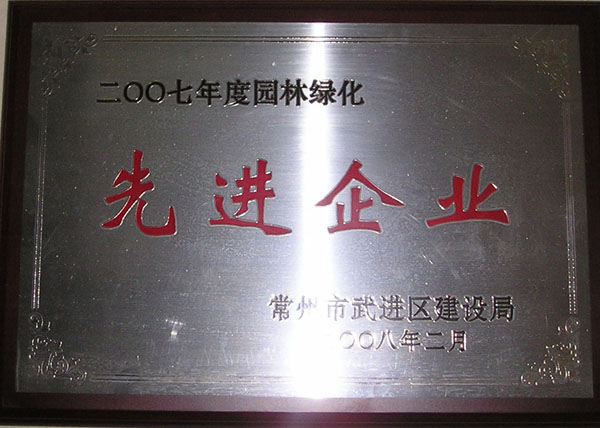 二〇〇七年度园林绿化
先进企业
常州市武进区建设局
二〇〇八年二月